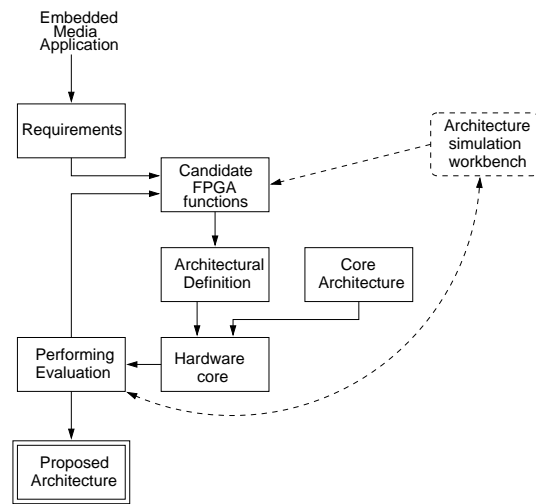 Embedded
Media
Application
Requirements
Architecture
simulation
workbench
Candidate
FPGA
functions
Architectural
Definition
Core
Architecture
Performing
Evaluation
Hardware
core
Proposed
Architecture